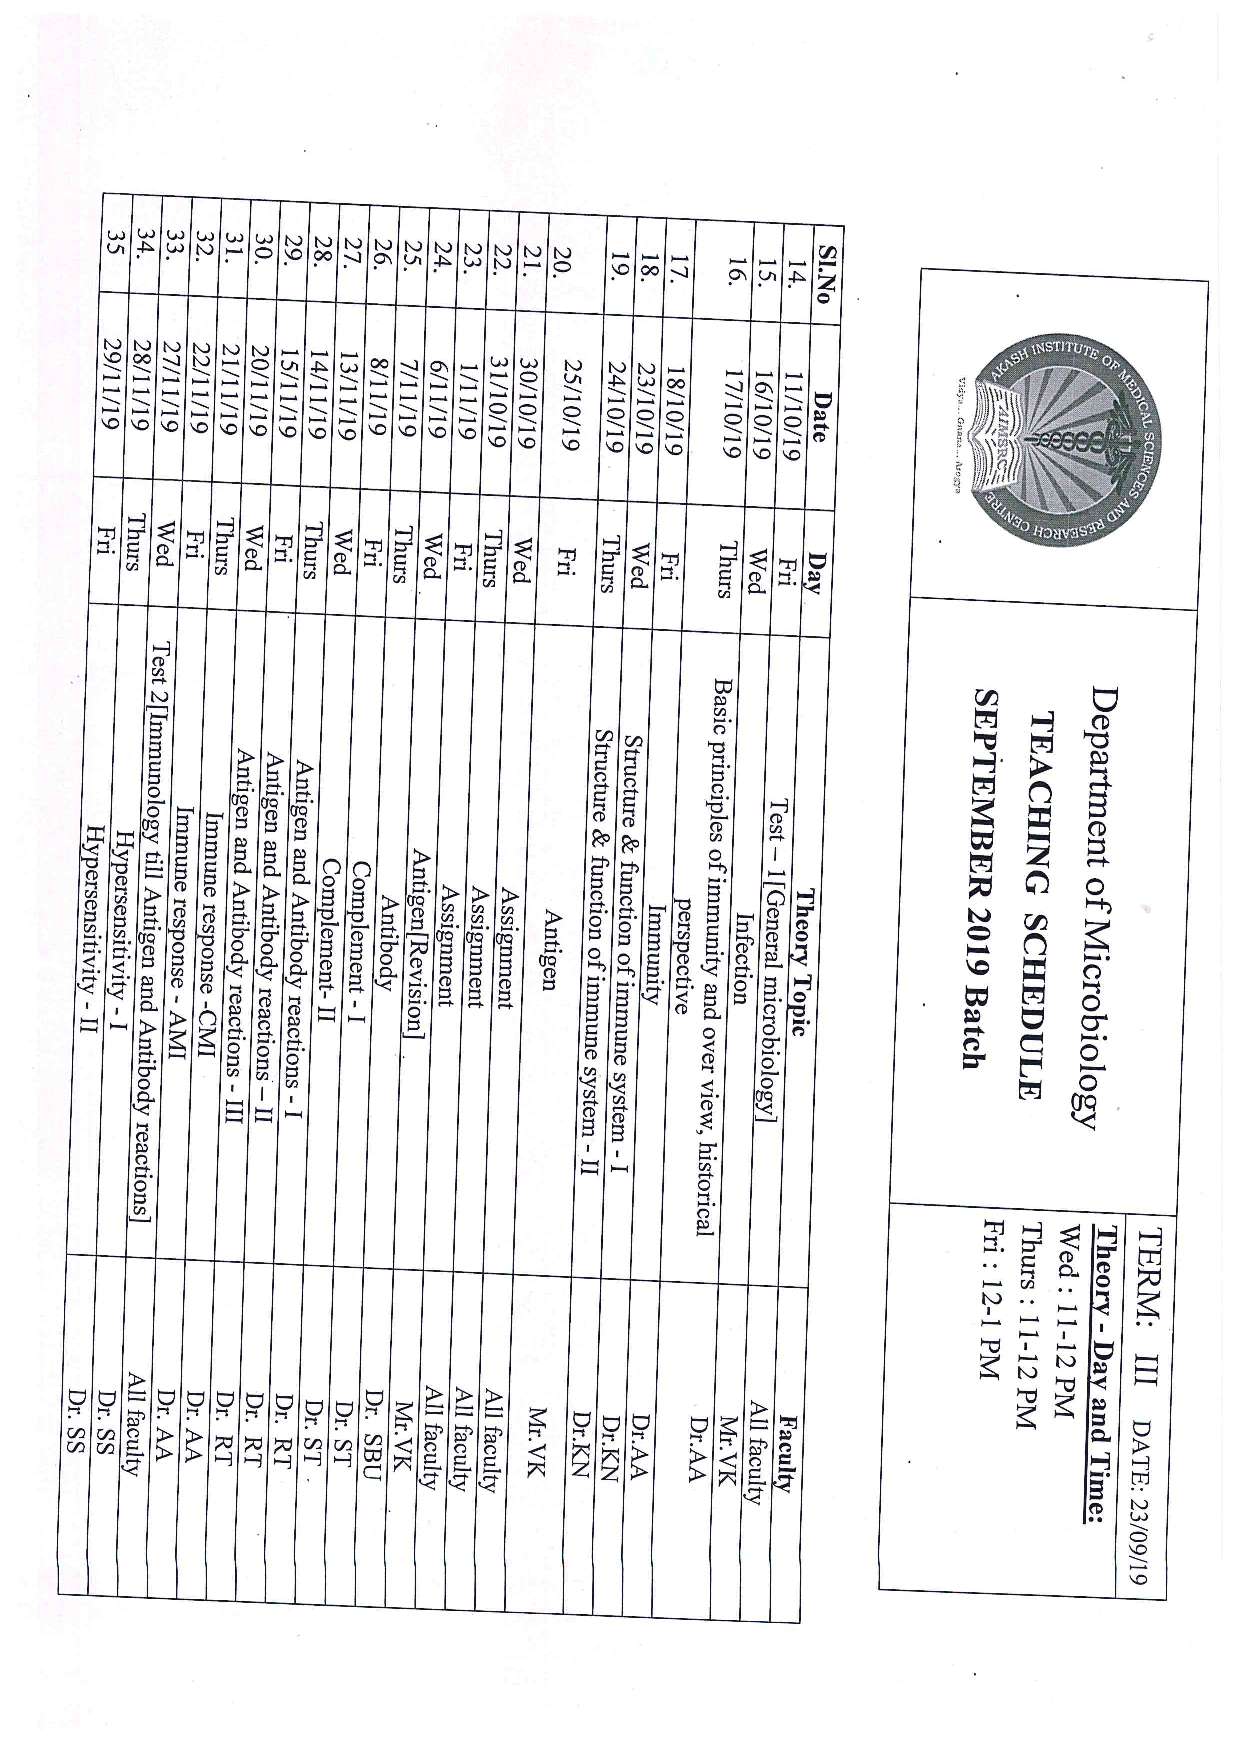 AKASH INSTITUTE OF MEDICAL SCIENCES AND RESEARCH CENTRE
AIMSRC
Vidya... Gnana... Arogya
Department of Microbiology
TEACHING SCHEDULE
SEPTEMBER 2019 Batch
TERM: III DATE: 23/09/19
Theory - Day and Time:
Wed : 11-12 PM
Thurs : 11-12 PM
Fri : 12-1 PM
Sl.No Date Day Theory Topic Faculty
14. 11/10/19 Fri Test – 1[General microbiology] All faculty
15. 16/10/19 Wed Infection Mr.VK
16. 17/10/19 Thurs Basic principles of immunity and over view, historical Dr.AA
perspective
17. 18/10/19 Fri Immunity Dr.AA
18. 23/10/19 Wed Structure & function of immune system - I Dr.KN
19. 24/10/19 Thurs Structure & function of immune system - II Dr.KN
20. 25/10/19 Fri Antigen Mr.VK
21. 30/10/19 Wed Assignment All faculty
22. 31/10/19 Thurs Assignment All faculty
23. 1/11/19 Fri Assignment All faculty
24. 6/11/19 Wed Antigen[Revision] Mr.VK
25. 7/11/19 Thurs Antibody Dr. SBU
26. 8/11/19 Fri Complement - I Dr. ST
27. 13/11/19 Wed Complement- II Dr. ST
28. 14/11/19 Thurs Antigen and Antibody reactions - I Dr. RT
29. 15/11/19 Fri Antigen and Antibody reactions – II Dr. RT
30. 20/11/19 Wed Antigen and Antibody reactions - III Dr. RT
31. 21/11/19 Thurs Immune response -CMI Dr. AA
32. 22/11/19 Fri Immune response - AMI Dr. AA
33. 27/11/19 Wed Test 2[Immunology till Antigen and Antibody reactions] All faculty
34. 28/11/19 Thurs Hypersensitivity - I Dr. SS
35 29/11/19 Fri Hypersensitivity - II Dr. SS